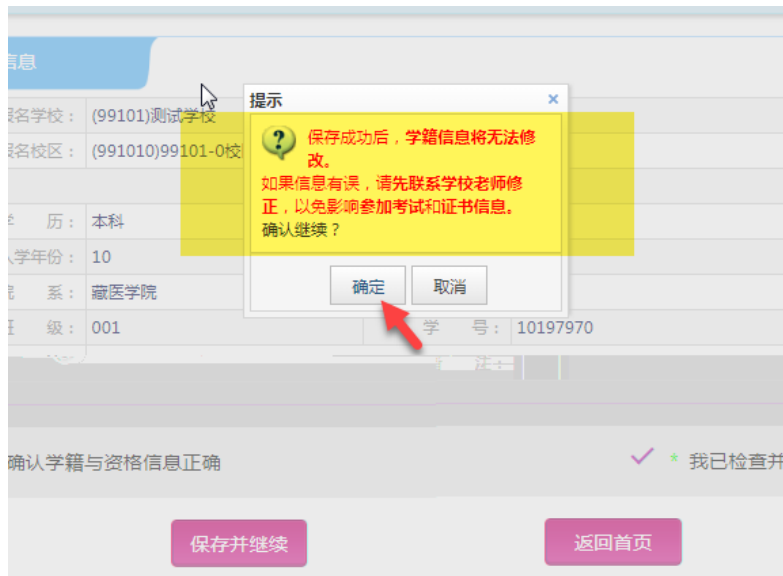 信息
提示
×
报名学校： (99101)测试学校
报名校区： (991010)99101-0校
保存成功后，学籍信息将无法修
改。
如果信息有误，请先联系学校老师修
正，以免影响参加考试和证书信息。
确认继续？
历： 本科
入学年份： 10
系： 藏医学院
确定 取消
级： 001
学 号： 10197970
注：
确认学籍与资格信息正确
* 我已检查并
保存并继续
返回首页